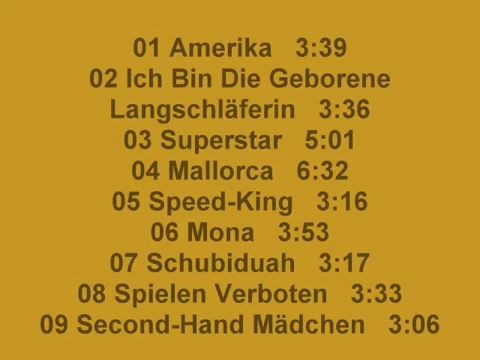 01 Amerika 3:39
02 Ich Bin Die Geborene
Langschläferin 3:36
03 Superstar 5:01
04 Mallorca 6:32
05 Speed-King 3:16
06 Mona 3:53
07 Schubiduah 3:17
08 Spielen Verboten 3:33
09 Second-Hand Mädchen 3:06